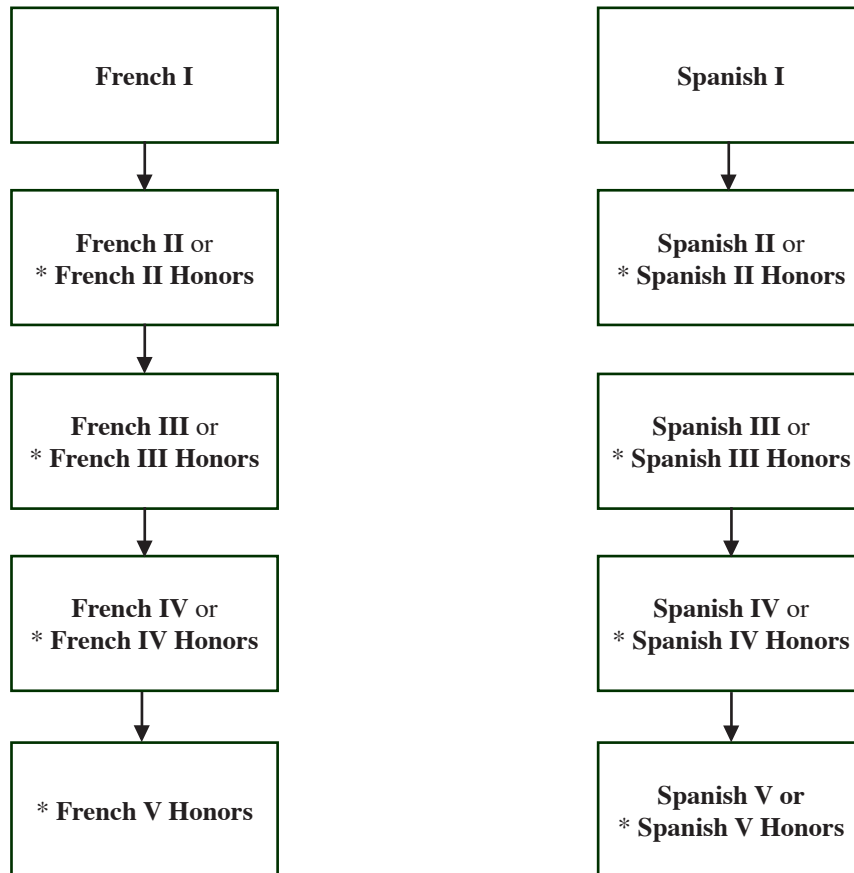 French I
French II or
* French II Honors
French III or
* French III Honors
French IV or
* French IV Honors
* French V Honors
Spanish I
Spanish II or
* Spanish II Honors
Spanish III or
* Spanish III Honors
Spanish IV or
* Spanish IV Honors
Spanish V or
* Spanish V Honors